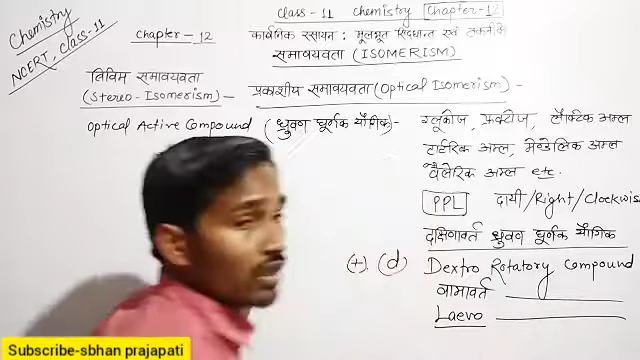 Chemistry
NCERT, Class-11
Class-11 Chemistry Chapter-12
Chapter-12
कार्बनिक रसायन : मूलभूत सिद्धान्त एवं तकनीके
समावयवता (ISOMERISM)
त्रिविम समावयवता
(Stereo-Isomerism)-
प्रकाशीय समावयवता (Optical Isomerism)-
Optical Active Compound (ध्रुवण घूर्णक यौगिक)-
ग्लूकोज, फ्रक्टोज, लैक्टिक अम्ल
टार्टरिक अम्ल, मेण्डेलिक अम्ल
वैलेरिक अम्ल etc.
PPL दायी/Right/Clockwis
दक्षिणावर्त ध्रुवण घूर्णक यौगिक
(+) (d) Dextro Rotatory Compound
वामावर्त
Laevo
Subscribe-sbhan prajapati